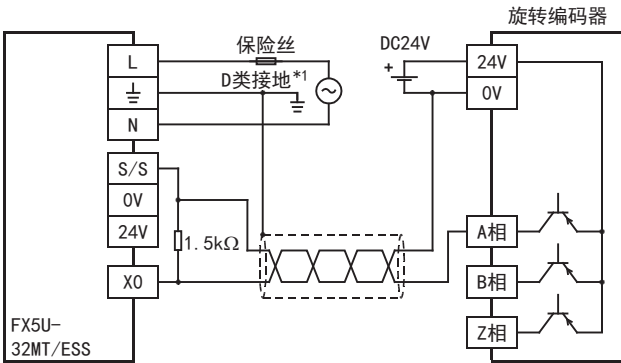 旋转编码器
保险丝
DC24V
L
24V
+
D类接地*1
0V
N
S/S
0V
24V
1.5kΩ
A相
X0
B相
Z相
FX5U-
32MT/ESS